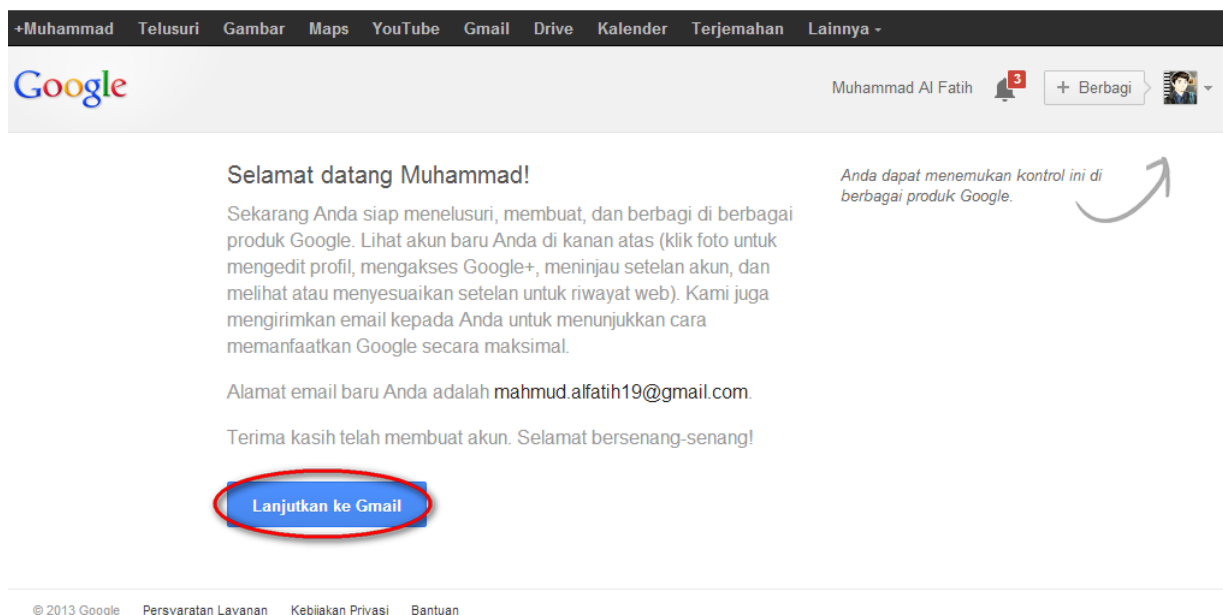 +Muhammad Telusuri Gambar Maps YouTube Gmail Drive Kalender Terjemahan Lainnya
Google
Muhammad Al Fatih 3 + Berbagi
Selamat datang Muhammad!
Anda dapat menemukan kontrol ini di
berbagai produk Google.
Sekarang Anda siap menelusuri, membuat, dan berbagi di berbagai
produk Google. Lihat akun baru Anda di kanan atas (klik foto untuk
mengedit profil, mengakses Google+, meninjau setelan akun, dan
melihat atau menyesuaikan setelan untuk riwayat web). Kami juga
mengirimkan email kepada Anda untuk menunjukkan cara
memanfaatkan Google secara maksimal.
Alamat email baru Anda adalah mahmud.alfatih19@gmail.com.
Terima kasih telah membuat akun. Selamat bersenang-senang!
Lanjutkan ke Gmail
© 2013 Google Persyaratan Layanan Kebijakan Privasi Bantuan